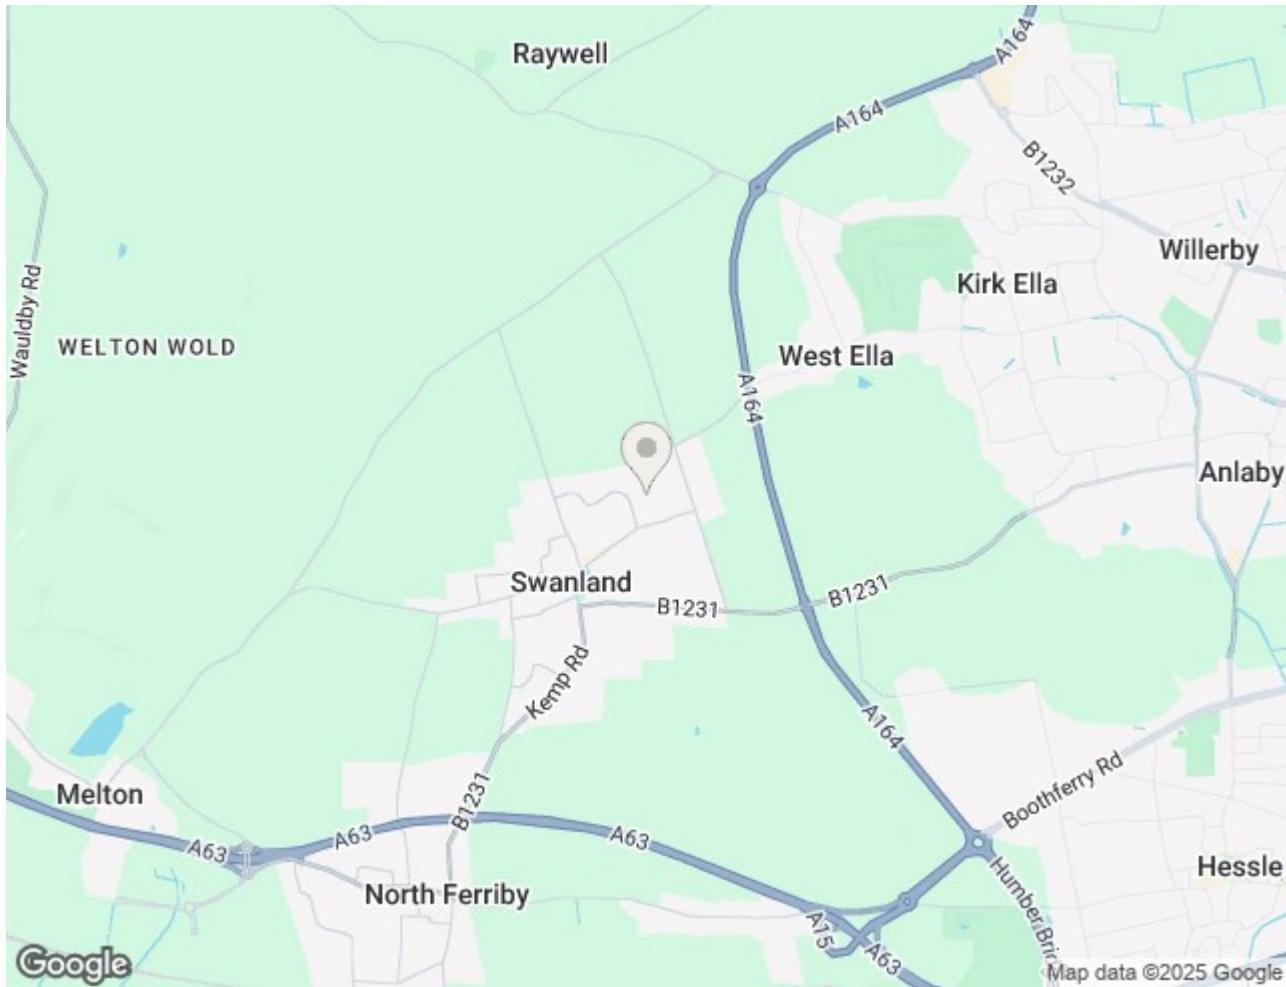 Raywell
A164
A164
B1232
Willerby
Kirk Ella
Wauldby Rd
WELTON WOLD
West Ella
A164
Anlaby
Swanland
B1231
B1231
Kemp Rd
A164
Boothferry Rd
Melton
B1231
A63
A63
A63
Hessle
North Ferriby
Humber Bri
A15
A63
Google
Map data ©2025 Google